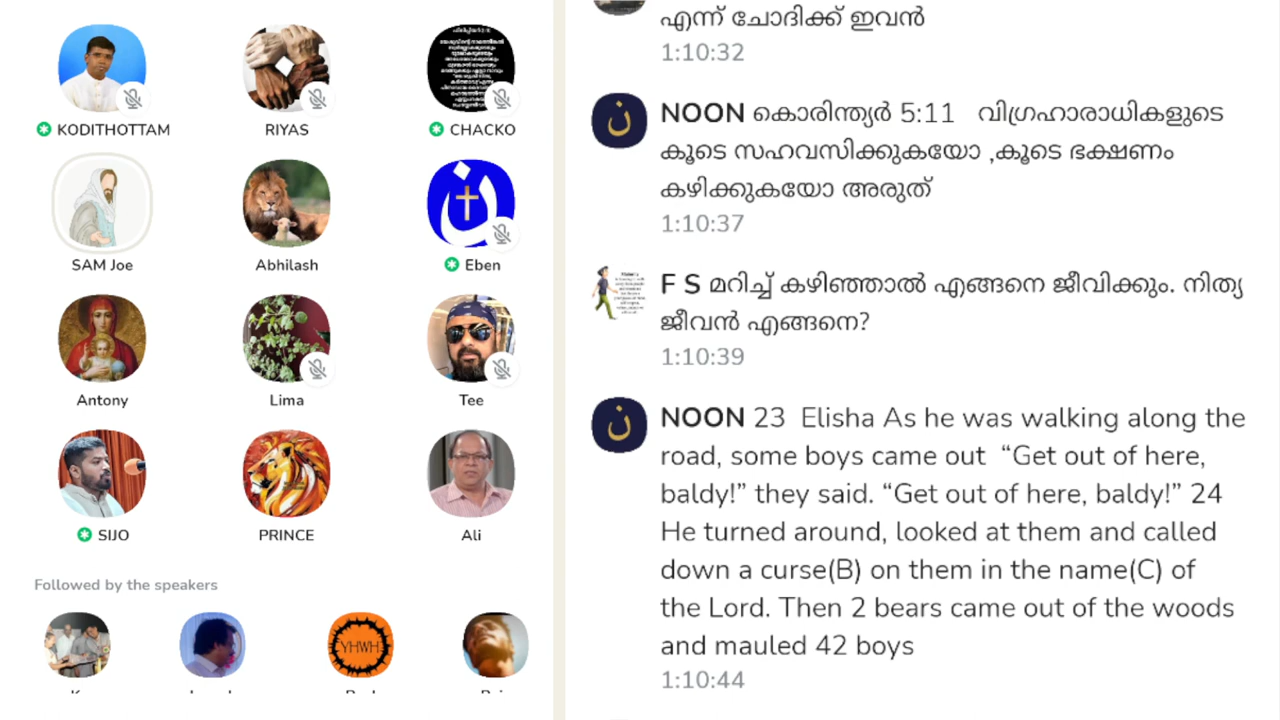 KODITHOTTAM
RIYAS
CHACKO
SAM Joe
Abhilash
Eben
Antony
Lima
Tee
SIJO
PRINCE
Ali
Followed by the speakers
YHWH
എന്ന് ചോദിക്ക് ഇവൻ
1:10:32
NOON കൊരിന്ത്യർ 5:11 വിഗ്രഹാരാധികളുടെ
കൂടെ സഹവസിക്കുകയോ ,കൂടെ ഭക്ഷണം
കഴിക്കുകയോ അരുത്
1:10:37
F S മറിച്ച് കഴിഞ്ഞാൽ എങ്ങനെ ജീവിക്കും. നിത്യ
ജീവൻ എങ്ങനെ?
1:10:39
NOON 23 Elisha As he was walking along the
road, some boys came out “Get out of here,
baldy!” they said. “Get out of here, baldy!” 24
He turned around, looked at them and called
down a curse(B) on them in the name(C) of
the Lord. Then 2 bears came out of the woods
and mauled 42 boys
1:10:44